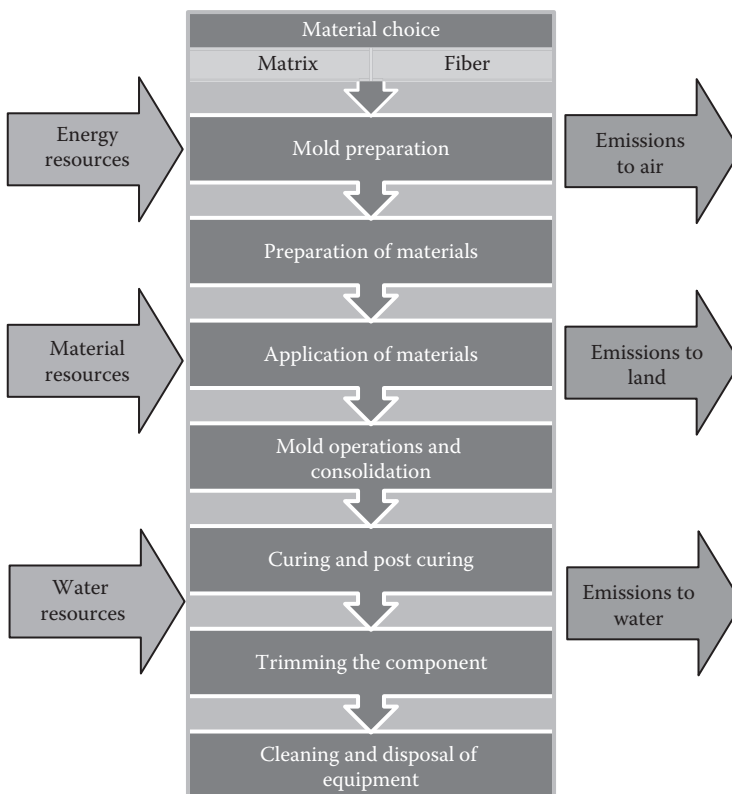 Material choice
Matrix
Fiber
Energy
resources
Mold preparation
Emissions
to air
Preparation of materials
Material
resources
Application of materials
Emissions to
land
Mold operations and
consolidation
Water
resources
Curing and post curing
Emissions to
water
Trimming the component
Cleaning and disposal of
equipment